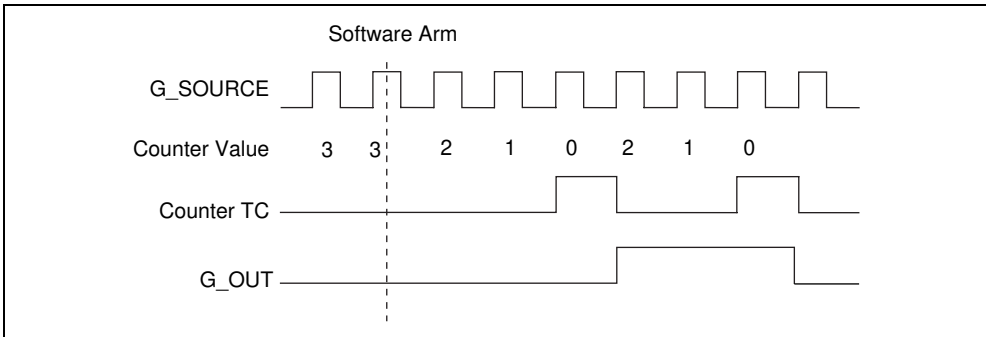 Software Arm
G_SOURCE
Counter Value 3 3 2 1 0 2 1 0
Counter TC
G_OUT